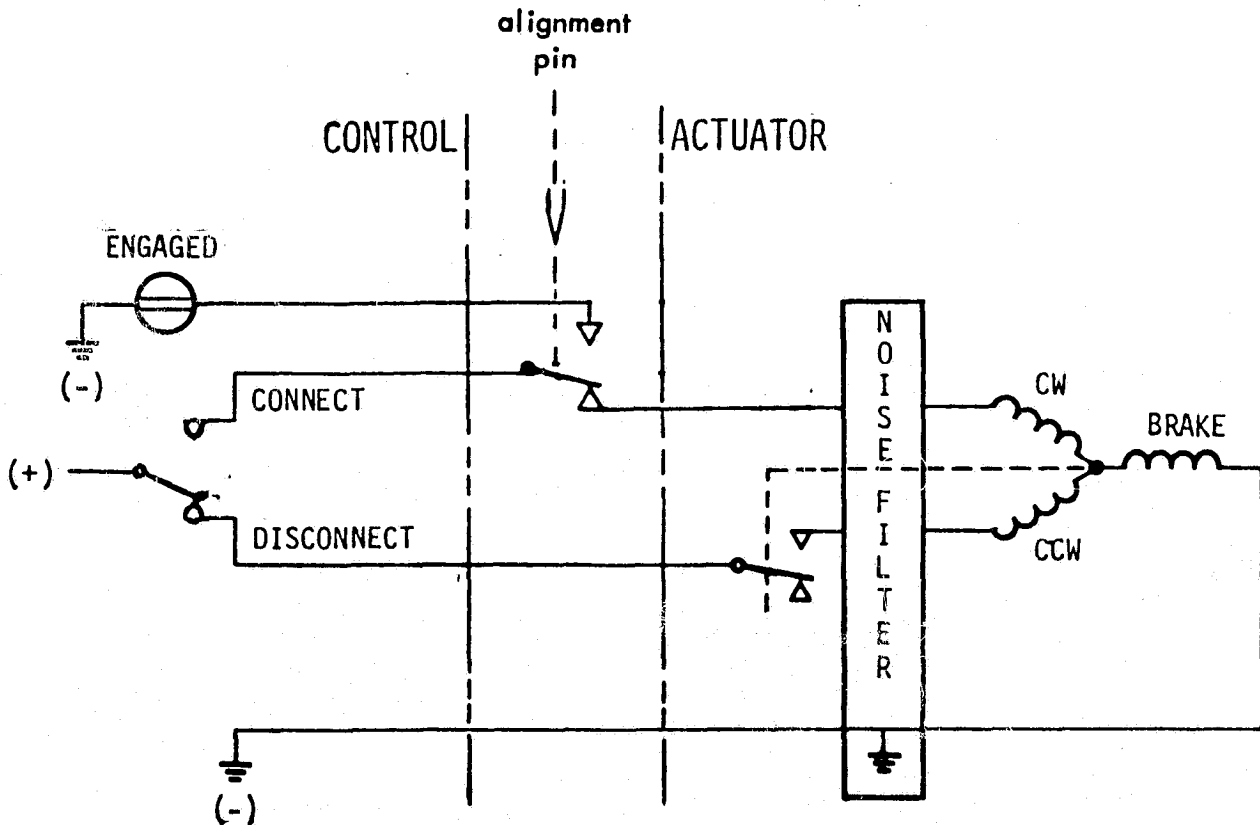 alignment
pin
CONTROL
ACTUATOR
ENGAGED
(-)
CONNECT
(+)
DISCONNECT
(-)
NOISE FILTER
CW
BRAKE
CCW